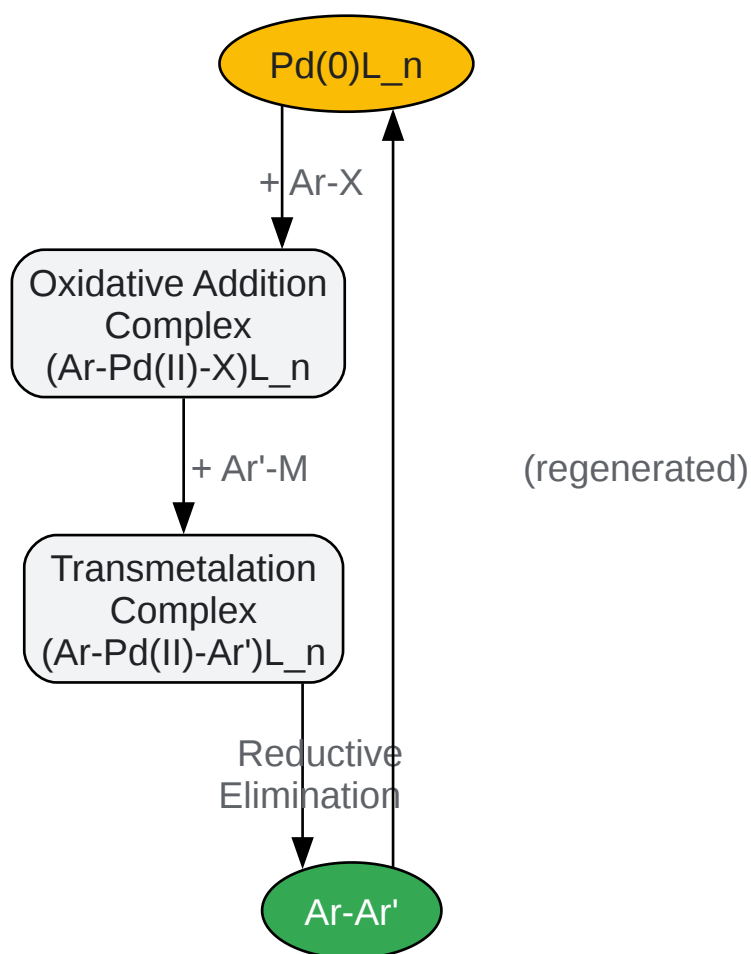 Pd(0)L_n
+ Ar-X
Oxidative Addition
Complex
(Ar-Pd(II)-X)L_n
+ Ar'-M
(regenerated)
Transmetalation
Complex
(Ar-Pd(II)-Ar')L_n
Reductive
Elimination
Ar-Ar'